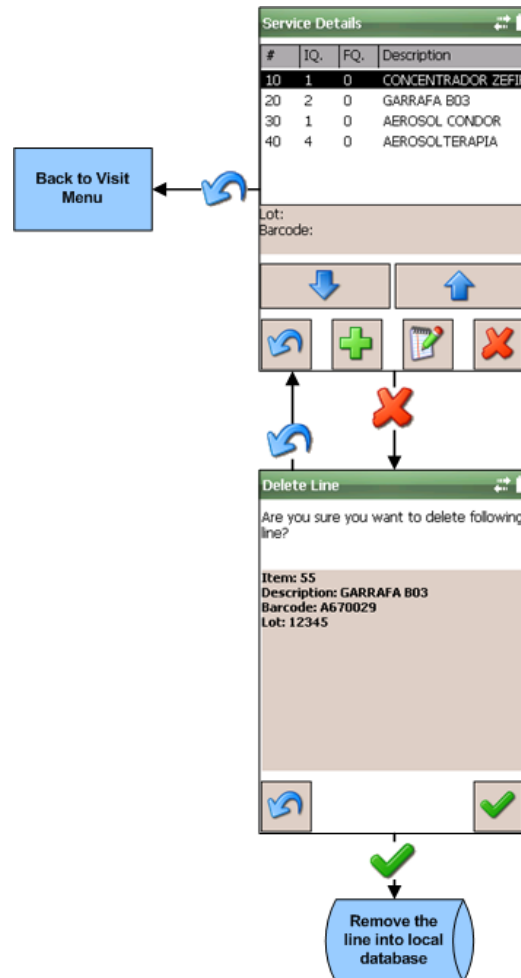 Service Details
# IQ. FQ. Description
10 1 0 CONCENTRADOR ZEFI
20 2 0 GARRAFA B03
30 1 0 AEROSOL CONDOR
40 4 0 AEROSOLTERAPIA
Back to Visit
Menu
Lot:
Barcode:
Delete Line
Are you sure you want to delete following
line?
Item: 55
Description: GARRAFA B03
Barcode: A670029
Lot: 12345
Remove the
line into local
database